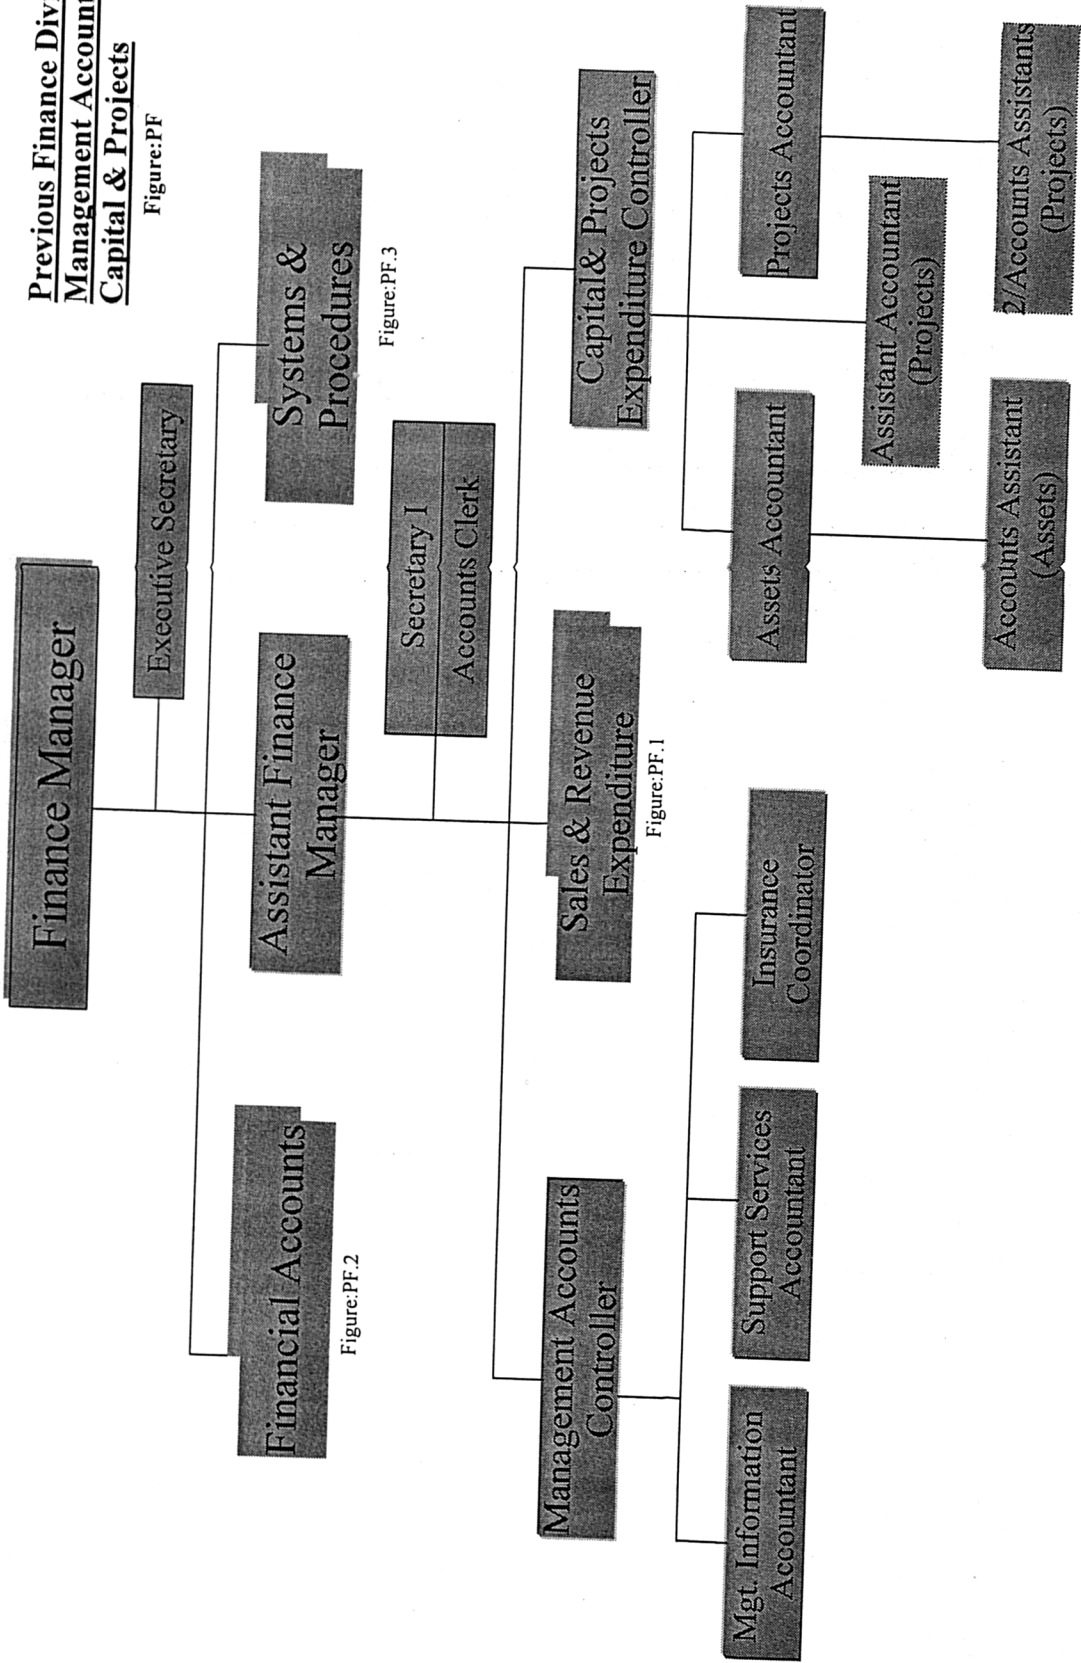 Previous Finance Div
Management Account
Capital & Projects
Figure:PF
Finance Manager
Executive Secretary
Financial Accounts
Figure:PF.2
Assistant Finance
Manager
Systems &
Procedures
Figure:PF.3
Secretary I
Accounts Clerk
Management Accounts
Controller
Sales & Revenue
Expenditure
Figure:PF.1
Capital& Projects
Expenditure Controller
Mgt. Information
Accountant
Support Services
Accountant
Insurance
Coordinator
Assets Accountant
Projects Accountant
Assistant Accountant
(Projects)
Accounts Assistant
(Assets)
2/Accounts Assistants
(Projects)